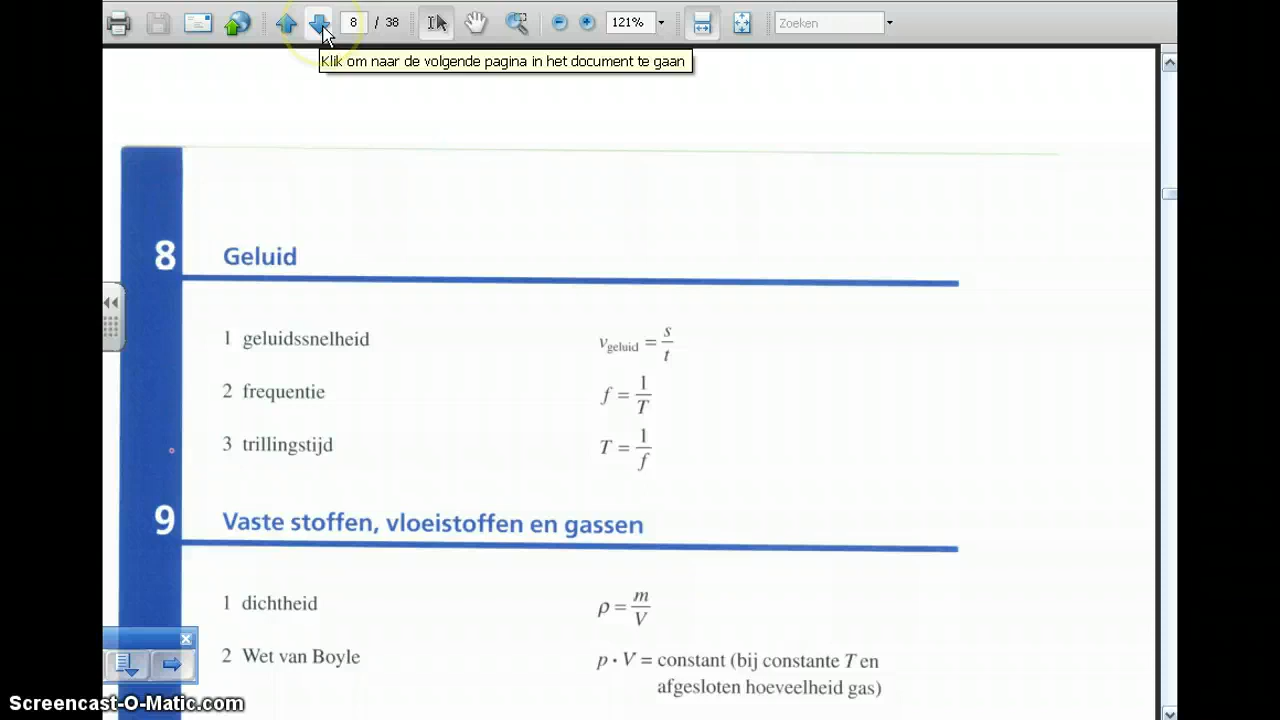 8 / 38 121% Zoeken
Klik om naar de volgende pagina in het document te gaan
8 Geluid
1 geluidssnelheid v_geluid = s/t
2 frequentie f = 1/T
3 trillingstijd T = 1/f
9 Vaste stoffen, vloeistoffen en gassen
1 dichtheid ρ = m/V
2 Wet van Boyle p · V = constant (bij constante T en
afgesloten hoeveelheid gas)
Screencast-O-Matic.com